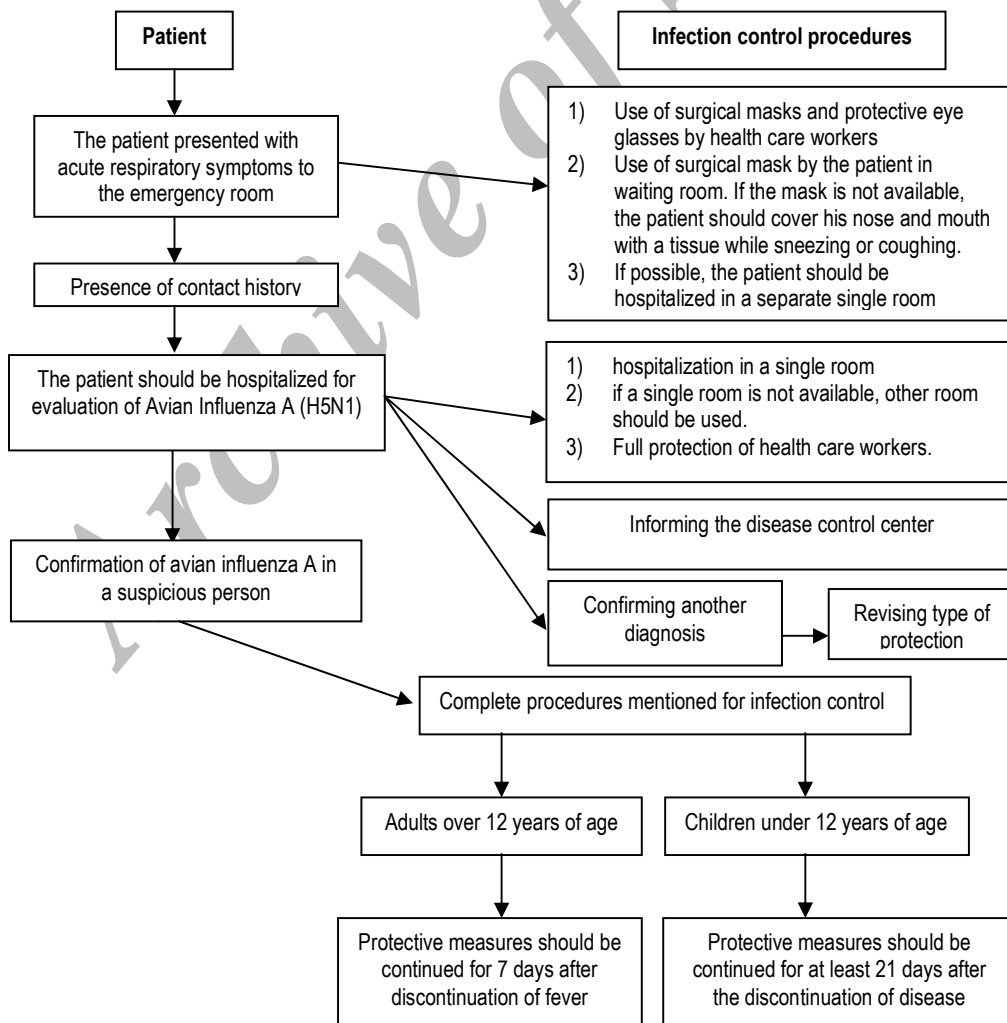 Archive of
Patient
Infection control procedures
The patient presented with
acute respiratory symptoms to
the emergency room
1) Use of surgical masks and protective eye
glasses by health care workers
2) Use of surgical mask by the patient in
waiting room. If the mask is not available,
the patient should cover his nose and mouth
with a tissue while sneezing or coughing.
3) If possible, the patient should be
hospitalized in a separate single room
Presence of contact history
The patient should be hospitalized for
evaluation of Avian Influenza A (H5N1)
1) hospitalization in a single room
2) if a single room is not available, other room
should be used.
3) Full protection of health care workers.
Informing the disease control center
Confirmation of avian influenza A in
a suspicious person
Confirming another
diagnosis
Revising type of
protection
Complete procedures mentioned for infection control
Adults over 12 years of age
Children under 12 years of age
Protective measures should be
continued for 7 days after
discontinuation of fever
Protective measures should be
continued for at least 21 days after
the discontinuation of disease